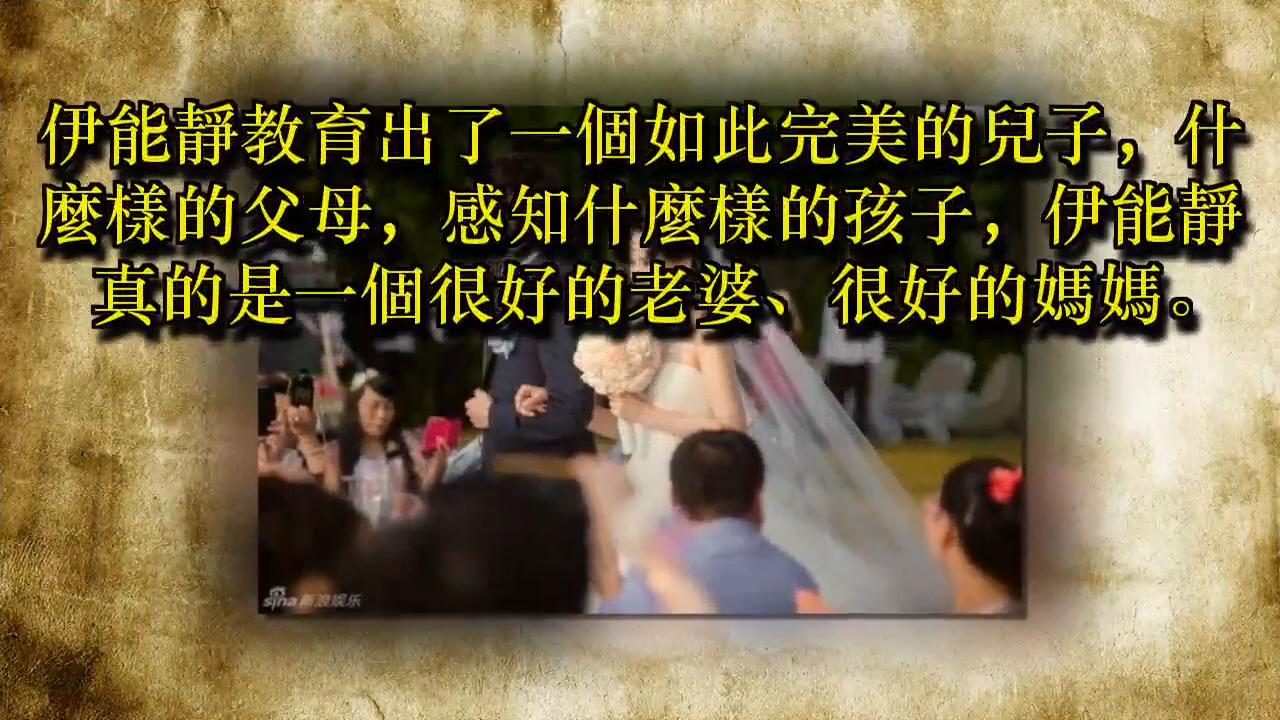 伊能靜教育出了一個如此完美的兒子，什
麼樣的父母，感知什麼樣的孩子，伊能靜
真的是一個很好的老婆、很好的媽媽。
sina 新浪娱乐